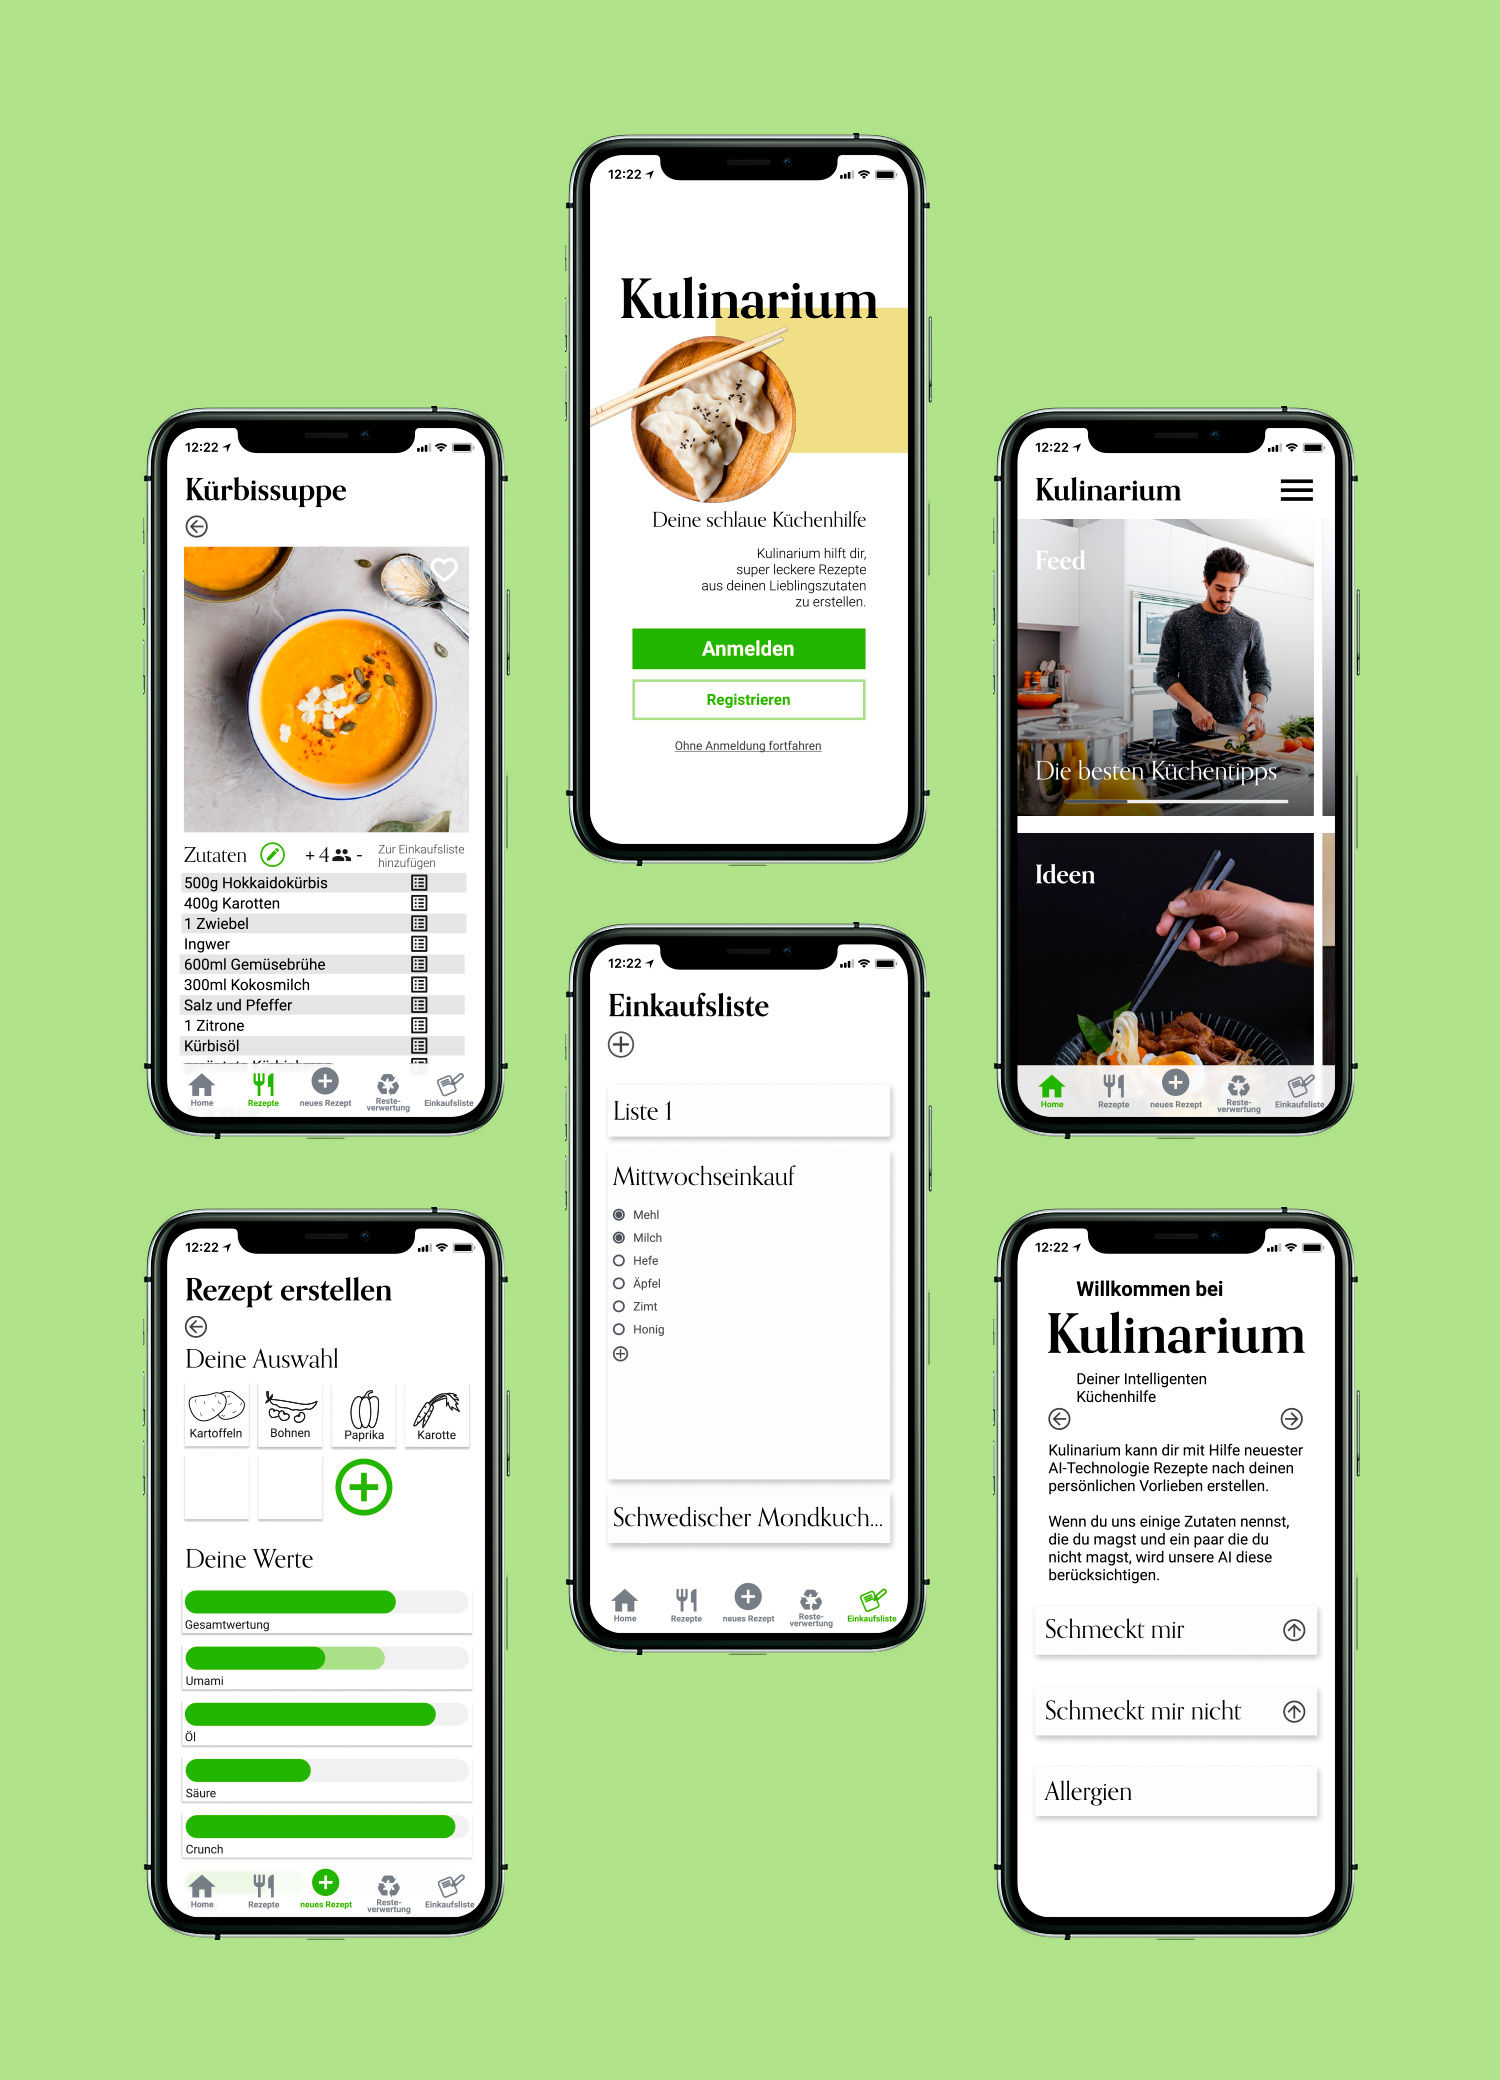 12:22
Kulinarium
Deine schlaue Küchenhilfe
Kulinarium hilft dir,
super leckere Rezepte
aus deinen Lieblingszutaten
zu erstellen.
Anmelden
Registrieren
Ohne Anmeldung fortfahren
12:22
Kürbissuppe
Zutaten
+ 4 -
Zur Einkaufsliste
hinzufügen
500g Hokkaidokürbis
400g Karotten
1 Zwiebel
Ingwer
600ml Gemüsebrühe
300ml Kokosmilch
Salz und Pfeffer
1 Zitrone
Kürbisöl
Home
Rezepte
neues Rezept
Reste-
verwertung
Einkaufsliste
12:22
Kulinarium
Feed
Die besten Küchentipps
Ideen
Home
Rezepte
neues Rezept
Reste-
verwertung
Einkaufsliste
12:22
Einkaufsliste
Liste 1
Mittwochseinkauf
Mehl
Milch
Hefe
Äpfel
Zimt
Honig
Schwedischer Mondkuch...
Home
Rezepte
neues Rezept
Reste-
verwertung
Einkaufsliste
12:22
Rezept erstellen
Deine Auswahl
Kartoffeln
Bohnen
Paprika
Karotte
Deine Werte
Gesamtwertung
Umami
Öl
Säure
Crunch
Home
Rezepte
neues Rezept
Reste-
verwertung
Einkaufsliste
12:22
Willkommen bei
Kulinarium
Deiner Intelligenten
Küchenhilfe
Kulinarium kann dir mit Hilfe neuester
AI-Technologie Rezepte nach deinen
persönlichen Vorlieben erstellen.
Wenn du uns einige Zutaten nennst,
die du magst und ein paar die du
nicht magst, wird unsere AI diese
berücksichtigen.
Schmeckt mir
Schmeckt mir nicht
Allergien